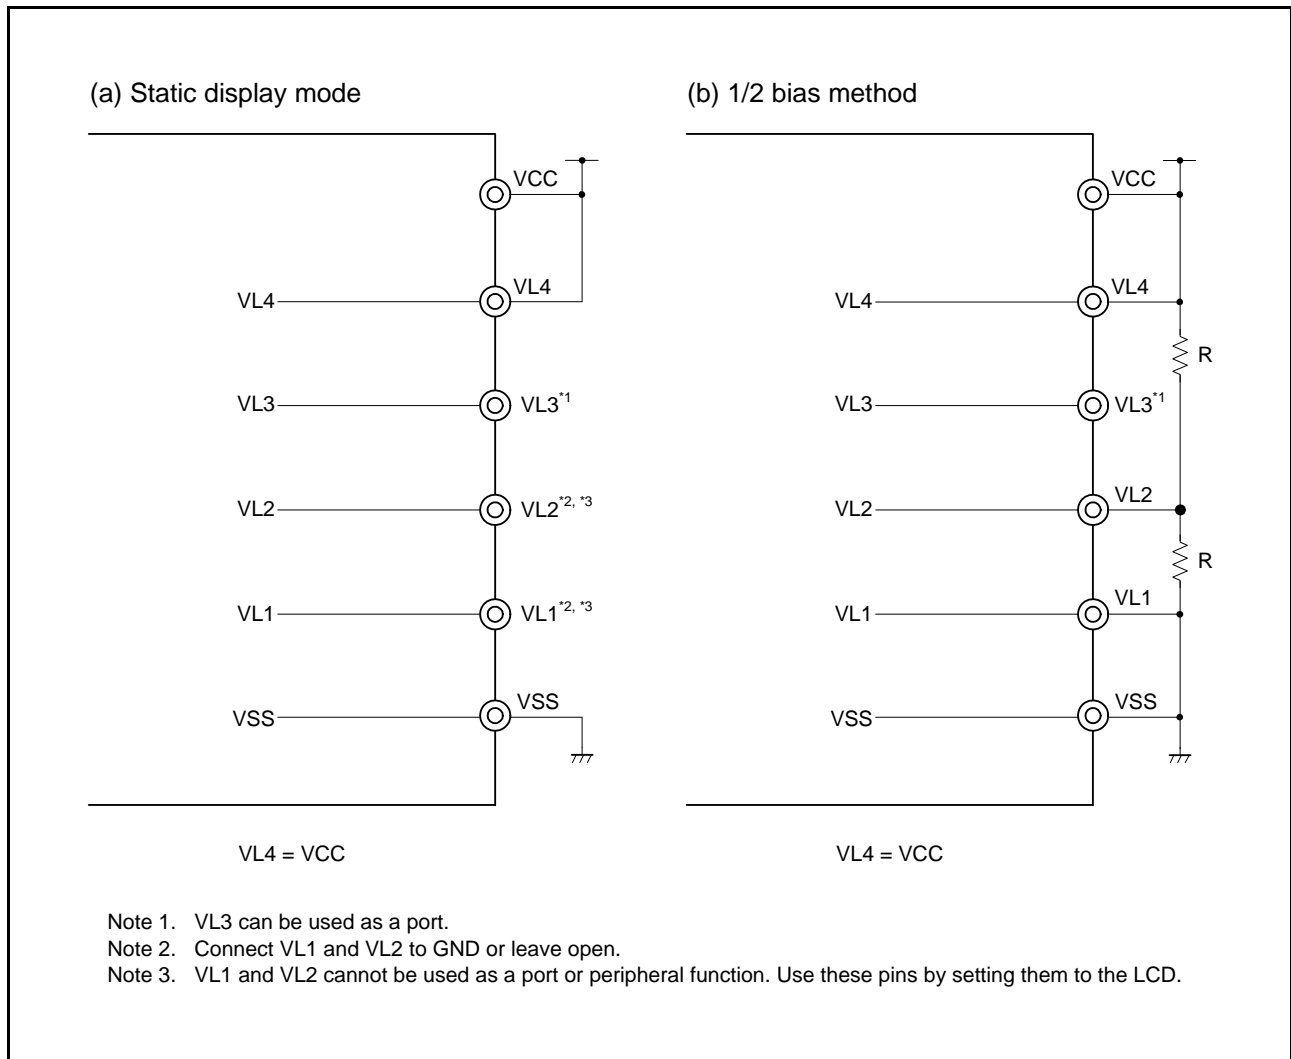 (a) Static display mode
VCC
VL4 VL4
VL3 VL3*1
VL2 VL2*2, *3
VL1 VL1*2, *3
VSS VSS
VL4 = VCC
(b) 1/2 bias method
VCC
VL4 VL4
R
VL3 VL3*1
VL2 VL2
R
VL1 VL1
VSS VSS
VL4 = VCC
Note 1. VL3 can be used as a port.
Note 2. Connect VL1 and VL2 to GND or leave open.
Note 3. VL1 and VL2 cannot be used as a port or peripheral function. Use these pins by setting them to the LCD.